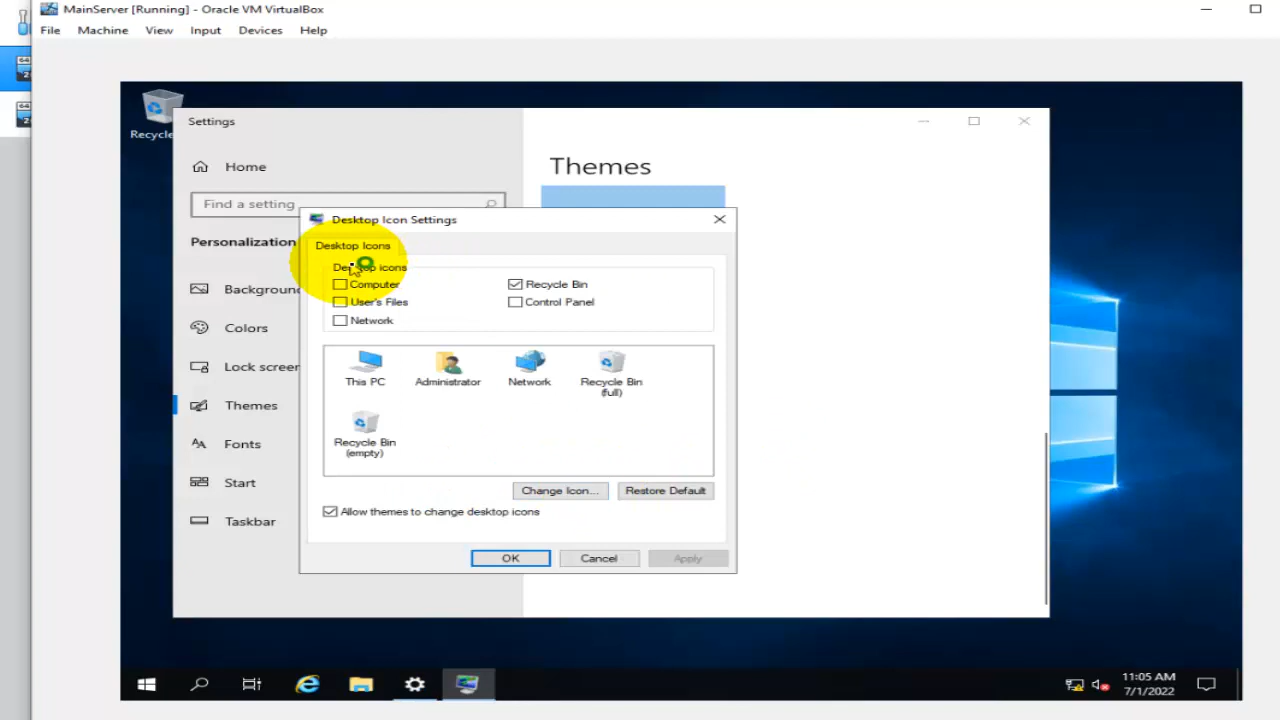 MainServer [Running] - Oracle VM VirtualBox
File Machine View Input Devices Help
Recycle
Settings
Home
Find a setting
Personalization
Background
Colors
Lock screen
Themes
Fonts
Start
Taskbar
Themes
Desktop Icon Settings
Desktop Icons
Desktop icons
Computer
Recycle Bin
User's Files
Control Panel
Network
This PC
Administrator
Network
Recycle Bin
(full)
Recycle Bin
(empty)
Change Icon...
Restore Default
Allow themes to change desktop icons
OK
Cancel
Apply
11:05 AM
7/1/2022